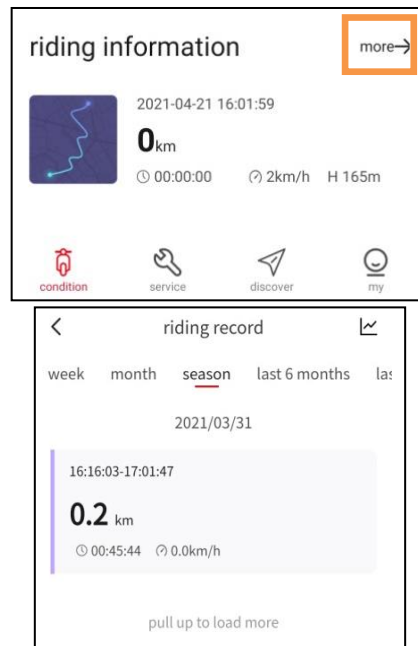 riding information
more→
2021-04-21 16:01:59
0km
00:00:00 2km/h H 165m
condition service discover my
riding record
week month season last 6 months las
2021/03/31
16:16:03-17:01:47
0.2 km
00:45:44 0.0km/h
pull up to load more